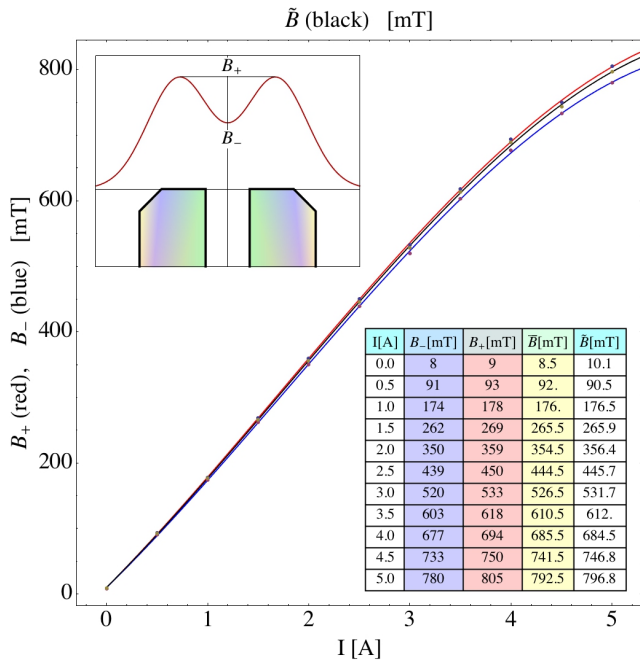 B̃ (black) [mT]
B₊ (red), B₋ (blue) [mT]
800
600
400
200
0
B₊
B₋
I[A] B₋[mT] B₊[mT] B̅[mT] B̃[mT]
0.0 8 9 8.5 10.1
0.5 91 93 92. 90.5
1.0 174 178 176. 176.5
1.5 262 269 265.5 265.9
2.0 350 359 354.5 356.4
2.5 439 450 444.5 445.7
3.0 520 533 526.5 531.7
3.5 603 618 610.5 612.
4.0 677 694 685.5 684.5
4.5 733 750 741.5 746.8
5.0 780 805 792.5 796.8
0 1 2 3 4 5
I [A]